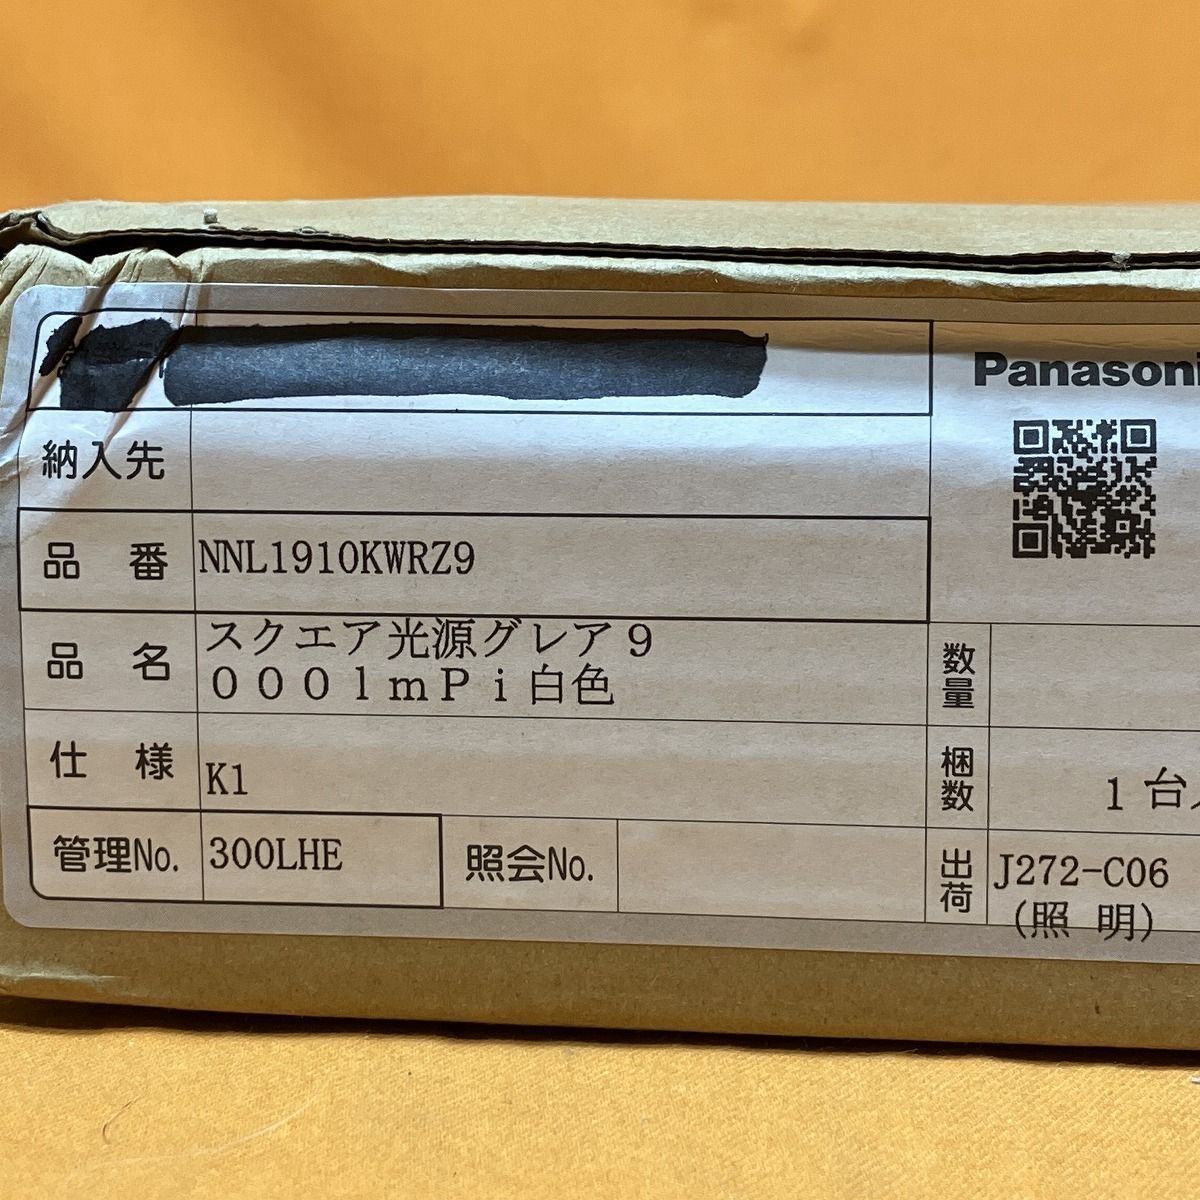 Panasoni
納入先
品番 NNL1910KWRZ9
品名 スクエア光源グレア9
000lmPi白色
数量
仕様 K1
梱数 1台
管理No. 300LHE 照会No.
出荷 J272-C06
(照 明)